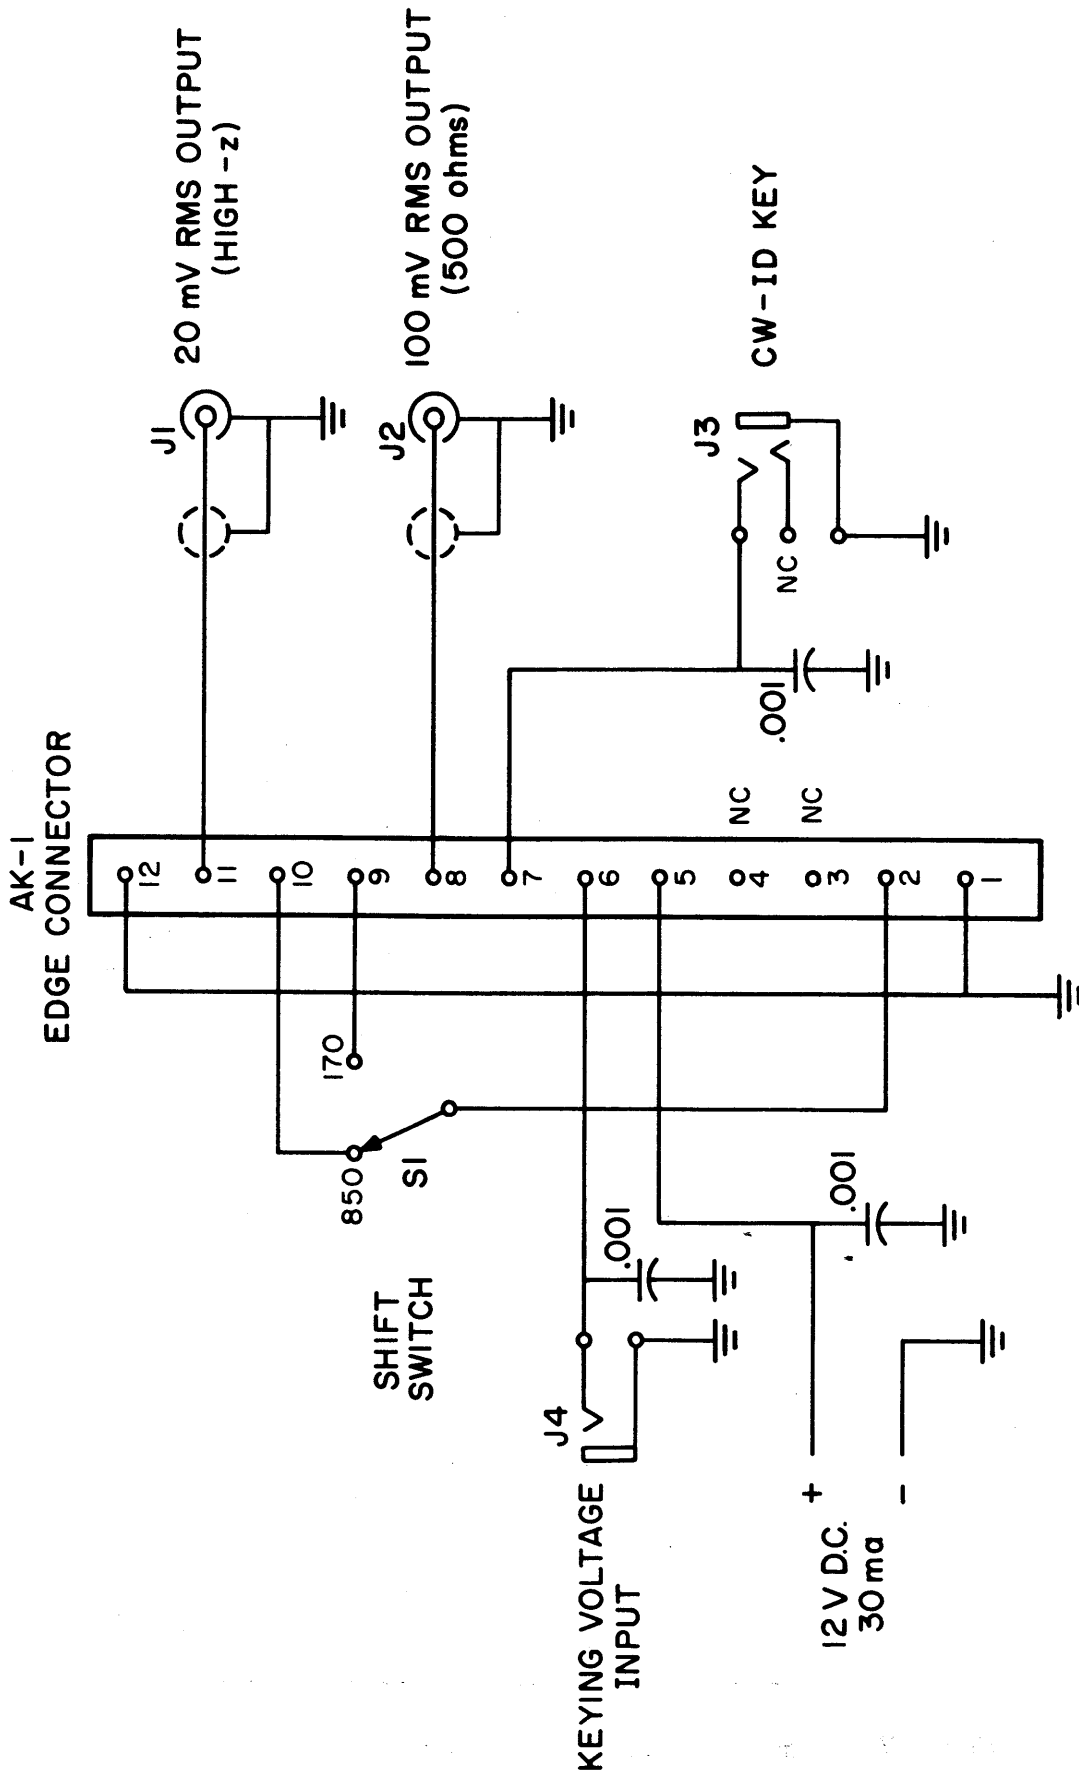 AK-1
EDGE CONNECTOR
12
11
10
9
8
7
6
5
4
3
2
1
J1
20 mV RMS OUTPUT
(HIGH-z)
J2
100 mV RMS OUTPUT
(500 ohms)
J3
CW-ID KEY
NC
.001
NC
NC
170
850
S1
SHIFT
SWITCH
.001
J4
KEYING VOLTAGE
INPUT
.001
+
-
12 V D.C.
30 ma